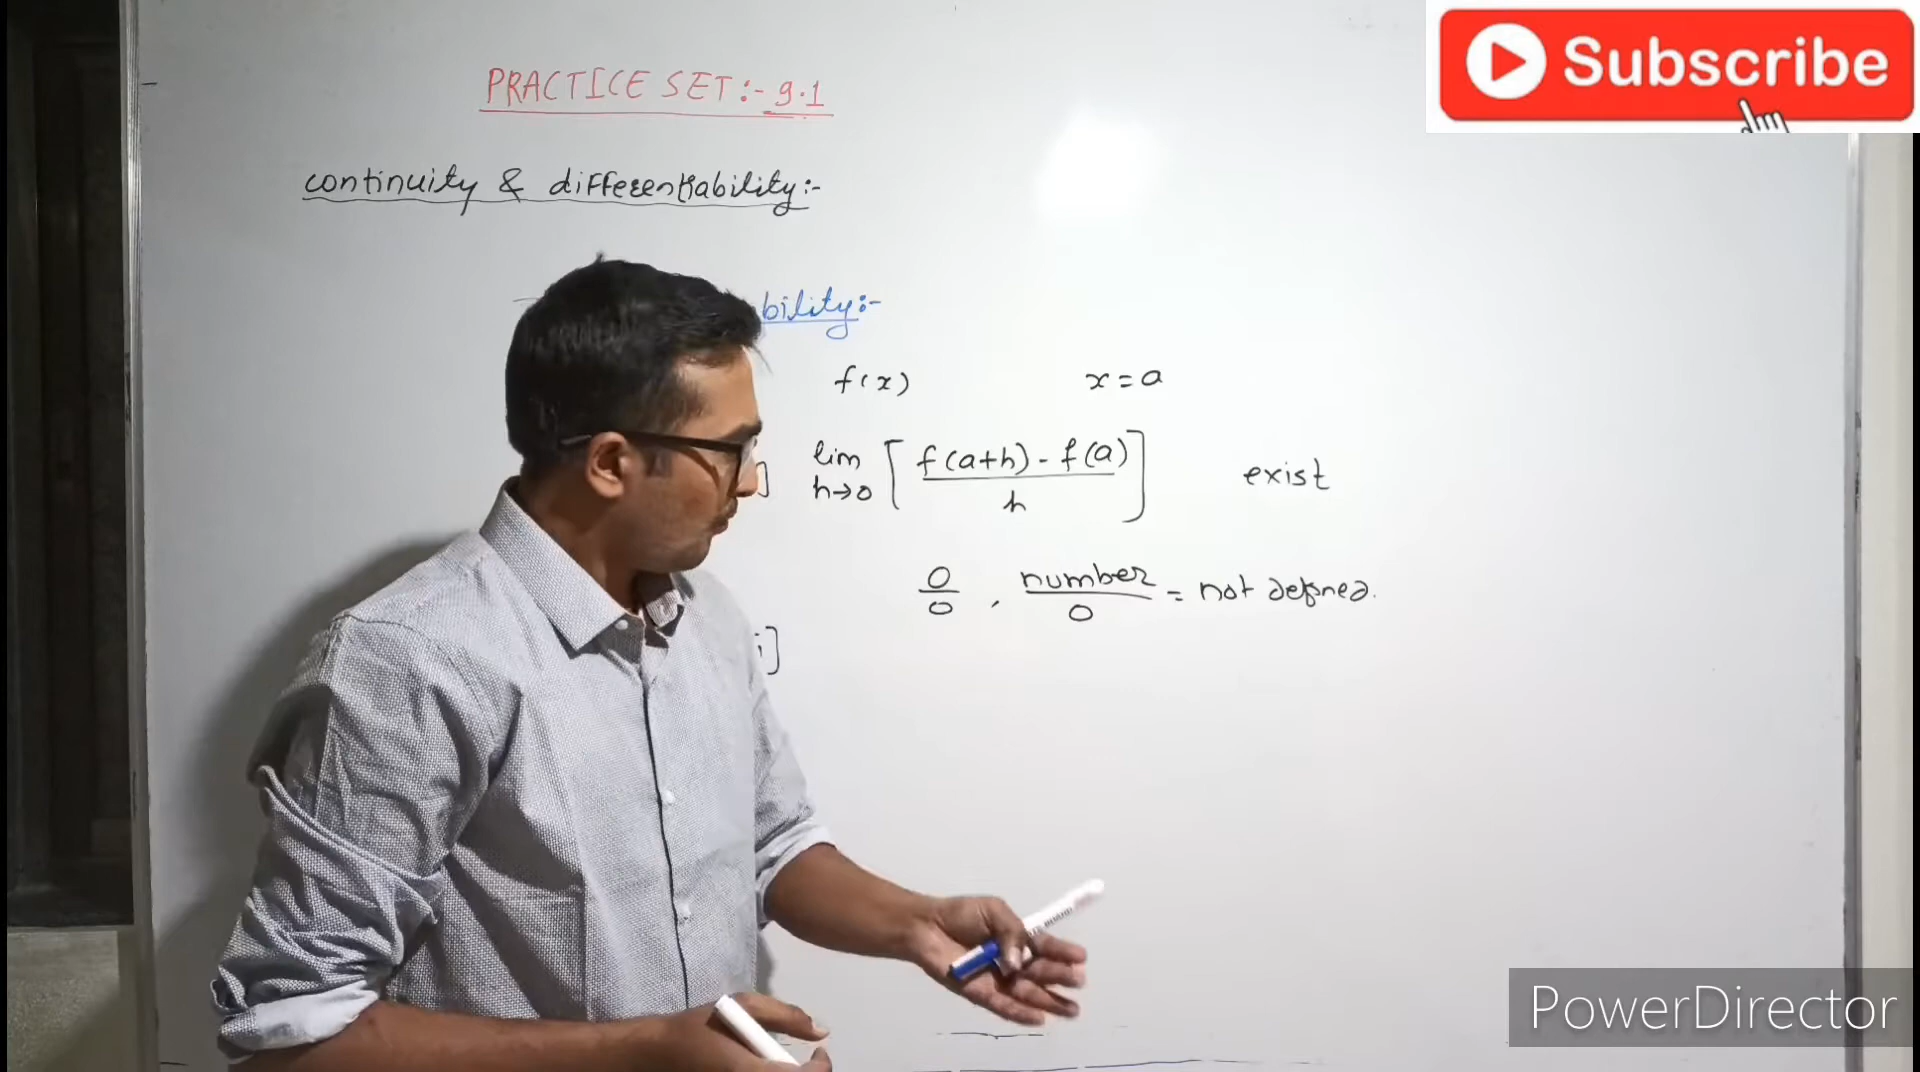 Subscribe
PRACTICE SET:- 9.1
continuity & differentiability:-
bility:-
f(x) x = a
] lim h→0 [ f(a+h) - f(a) / h ] exist
0/0 , number/0 = not defined.
i]
PowerDirector